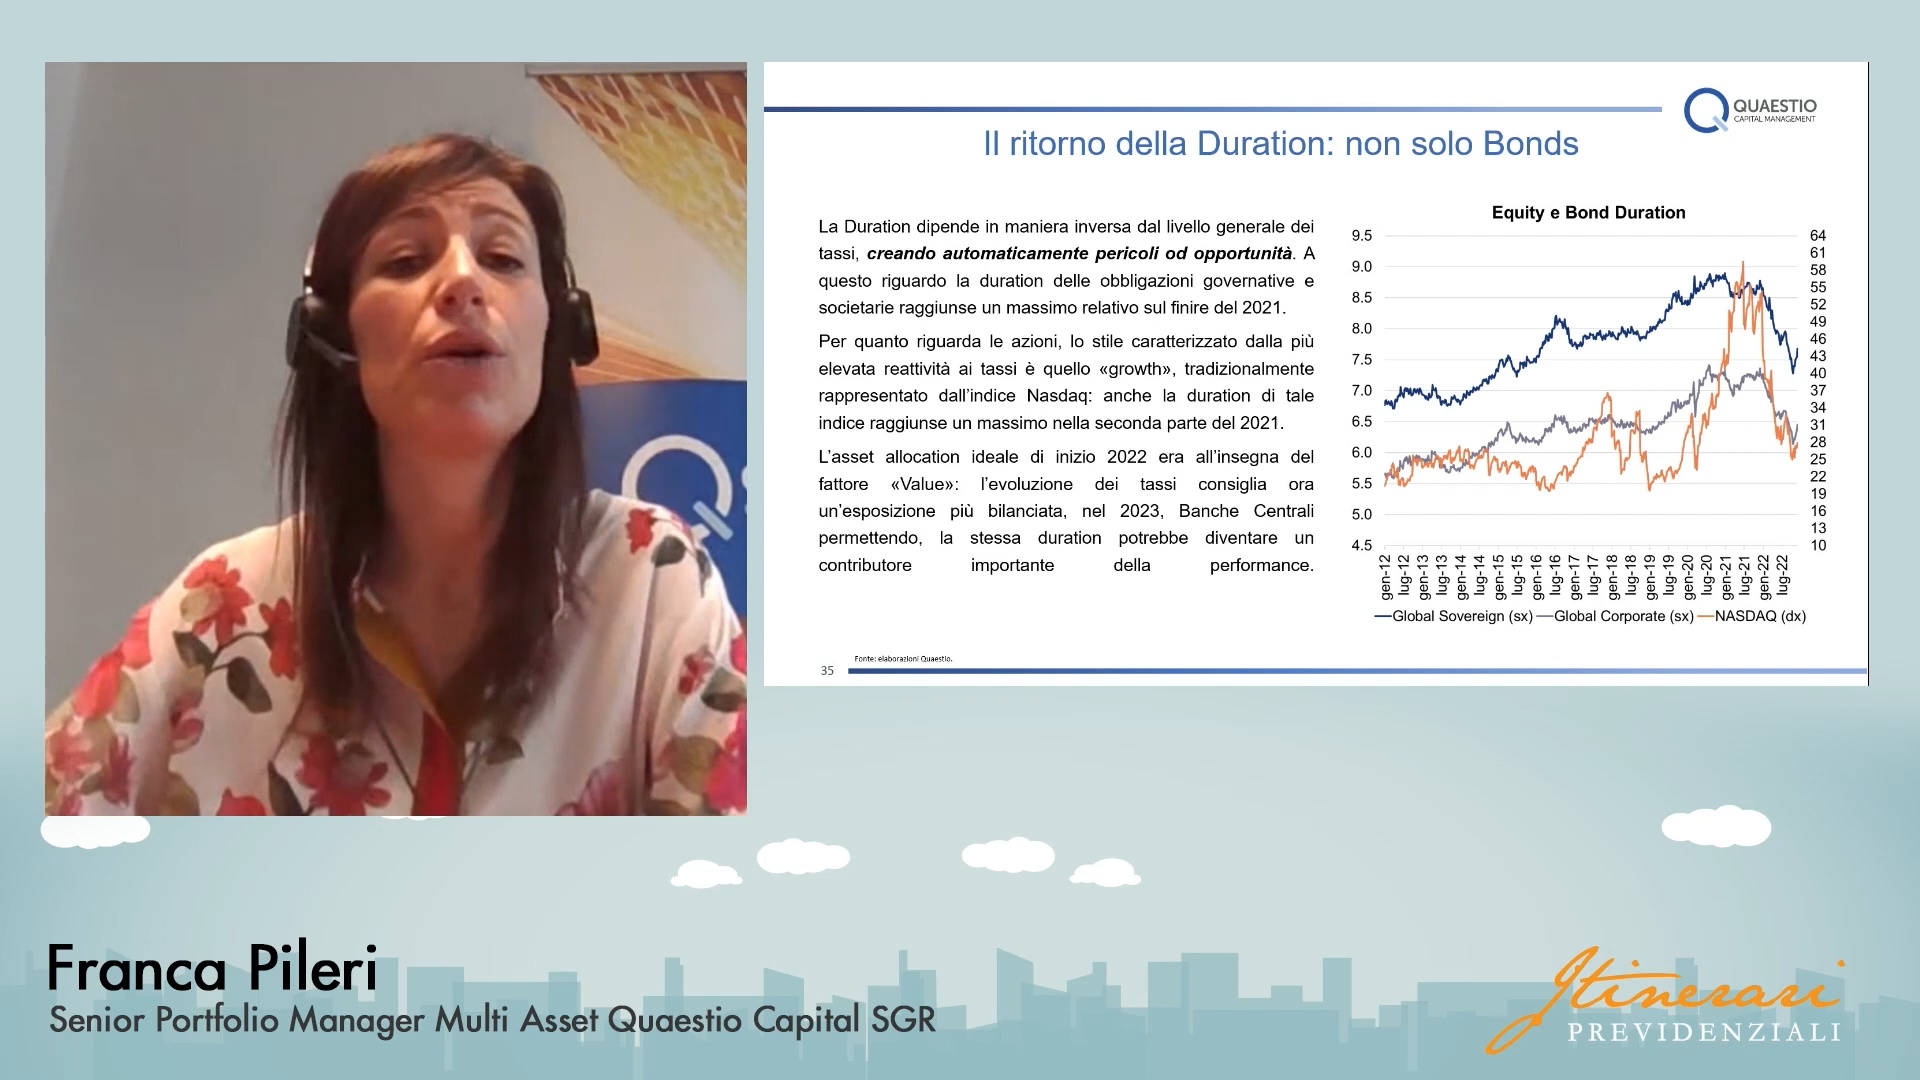 QUAESTIO
CAPITAL MANAGEMENT
Il ritorno della Duration: non solo Bonds
La Duration dipende in maniera inversa dal livello generale dei
tassi, creando automaticamente pericoli od opportunità. A
questo riguardo la duration delle obbligazioni governative e
societarie raggiunse un massimo relativo sul finire del 2021.
Per quanto riguarda le azioni, lo stile caratterizzato dalla più
elevata reattività ai tassi è quello «growth», tradizionalmente
rappresentato dall'indice Nasdaq: anche la duration di tale
indice raggiunse un massimo nella seconda parte del 2021.
L'asset allocation ideale di inizio 2022 era all'insegna del
fattore «Value»: l'evoluzione dei tassi consiglia ora
un'esposizione più bilanciata, nel 2023, Banche Centrali
permettendo, la stessa duration potrebbe diventare un
contributore importante della performance.
Equity e Bond Duration
9.5
9.0
8.5
8.0
7.5
7.0
6.5
6.0
5.5
5.0
4.5
64
61
58
55
52
49
46
43
40
37
34
31
28
25
22
19
16
13
10
gen-12
lug-12
gen-13
lug-13
gen-14
lug-14
gen-15
lug-15
gen-16
lug-16
gen-17
lug-17
gen-18
lug-18
gen-19
lug-19
gen-20
lug-20
gen-21
lug-21
gen-22
lug-22
Global Sovereign (sx) Global Corporate (sx) NASDAQ (dx)
Fonte: elaborazioni Quaestio.
35
Franca Pileri
Senior Portfolio Manager Multi Asset Quaestio Capital SGR
Itinerari
PREVIDENZIALI